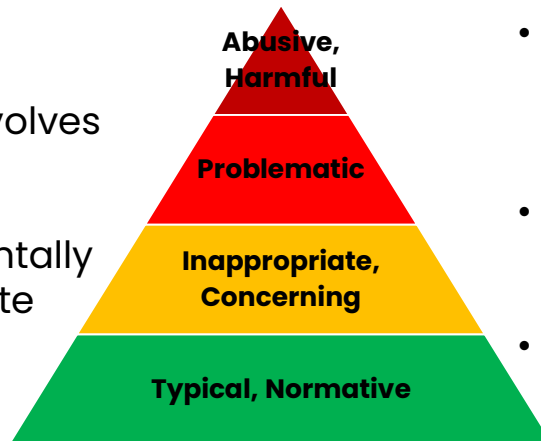 Abusive,
Harmful
volves
Problematic
ntally
te
Inappropriate,
Concerning
Typical, Normative